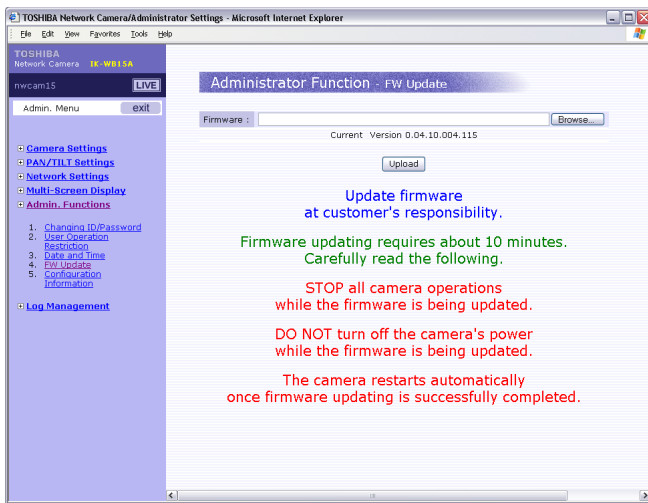 TOSHIBA Network Camera/Administrator Settings - Microsoft Internet Explorer
File Edit View Favorites Tools Help
TOSHIBA
Network Camera IK-WB15A
nwcam15 LIVE
Admin. Menu exit
Camera Settings
PAN/TILT Settings
Network Settings
Multi-Screen Display
Admin. Functions
1. Changing ID/Password
2. User Operation
Restriction
3. Date and Time
4. FW Update
5. Configuration
Information
Log Management
Administrator Function - FW Update
Firmware : Browse...
Current Version 0.04.10.004.115
Upload
Update firmware
at customer's responsibility.
Firmware updating requires about 10 minutes.
Carefully read the following.
STOP all camera operations
while the firmware is being updated.
DO NOT turn off the camera's power
while the firmware is being updated.
The camera restarts automatically
once firmware updating is successfully completed.